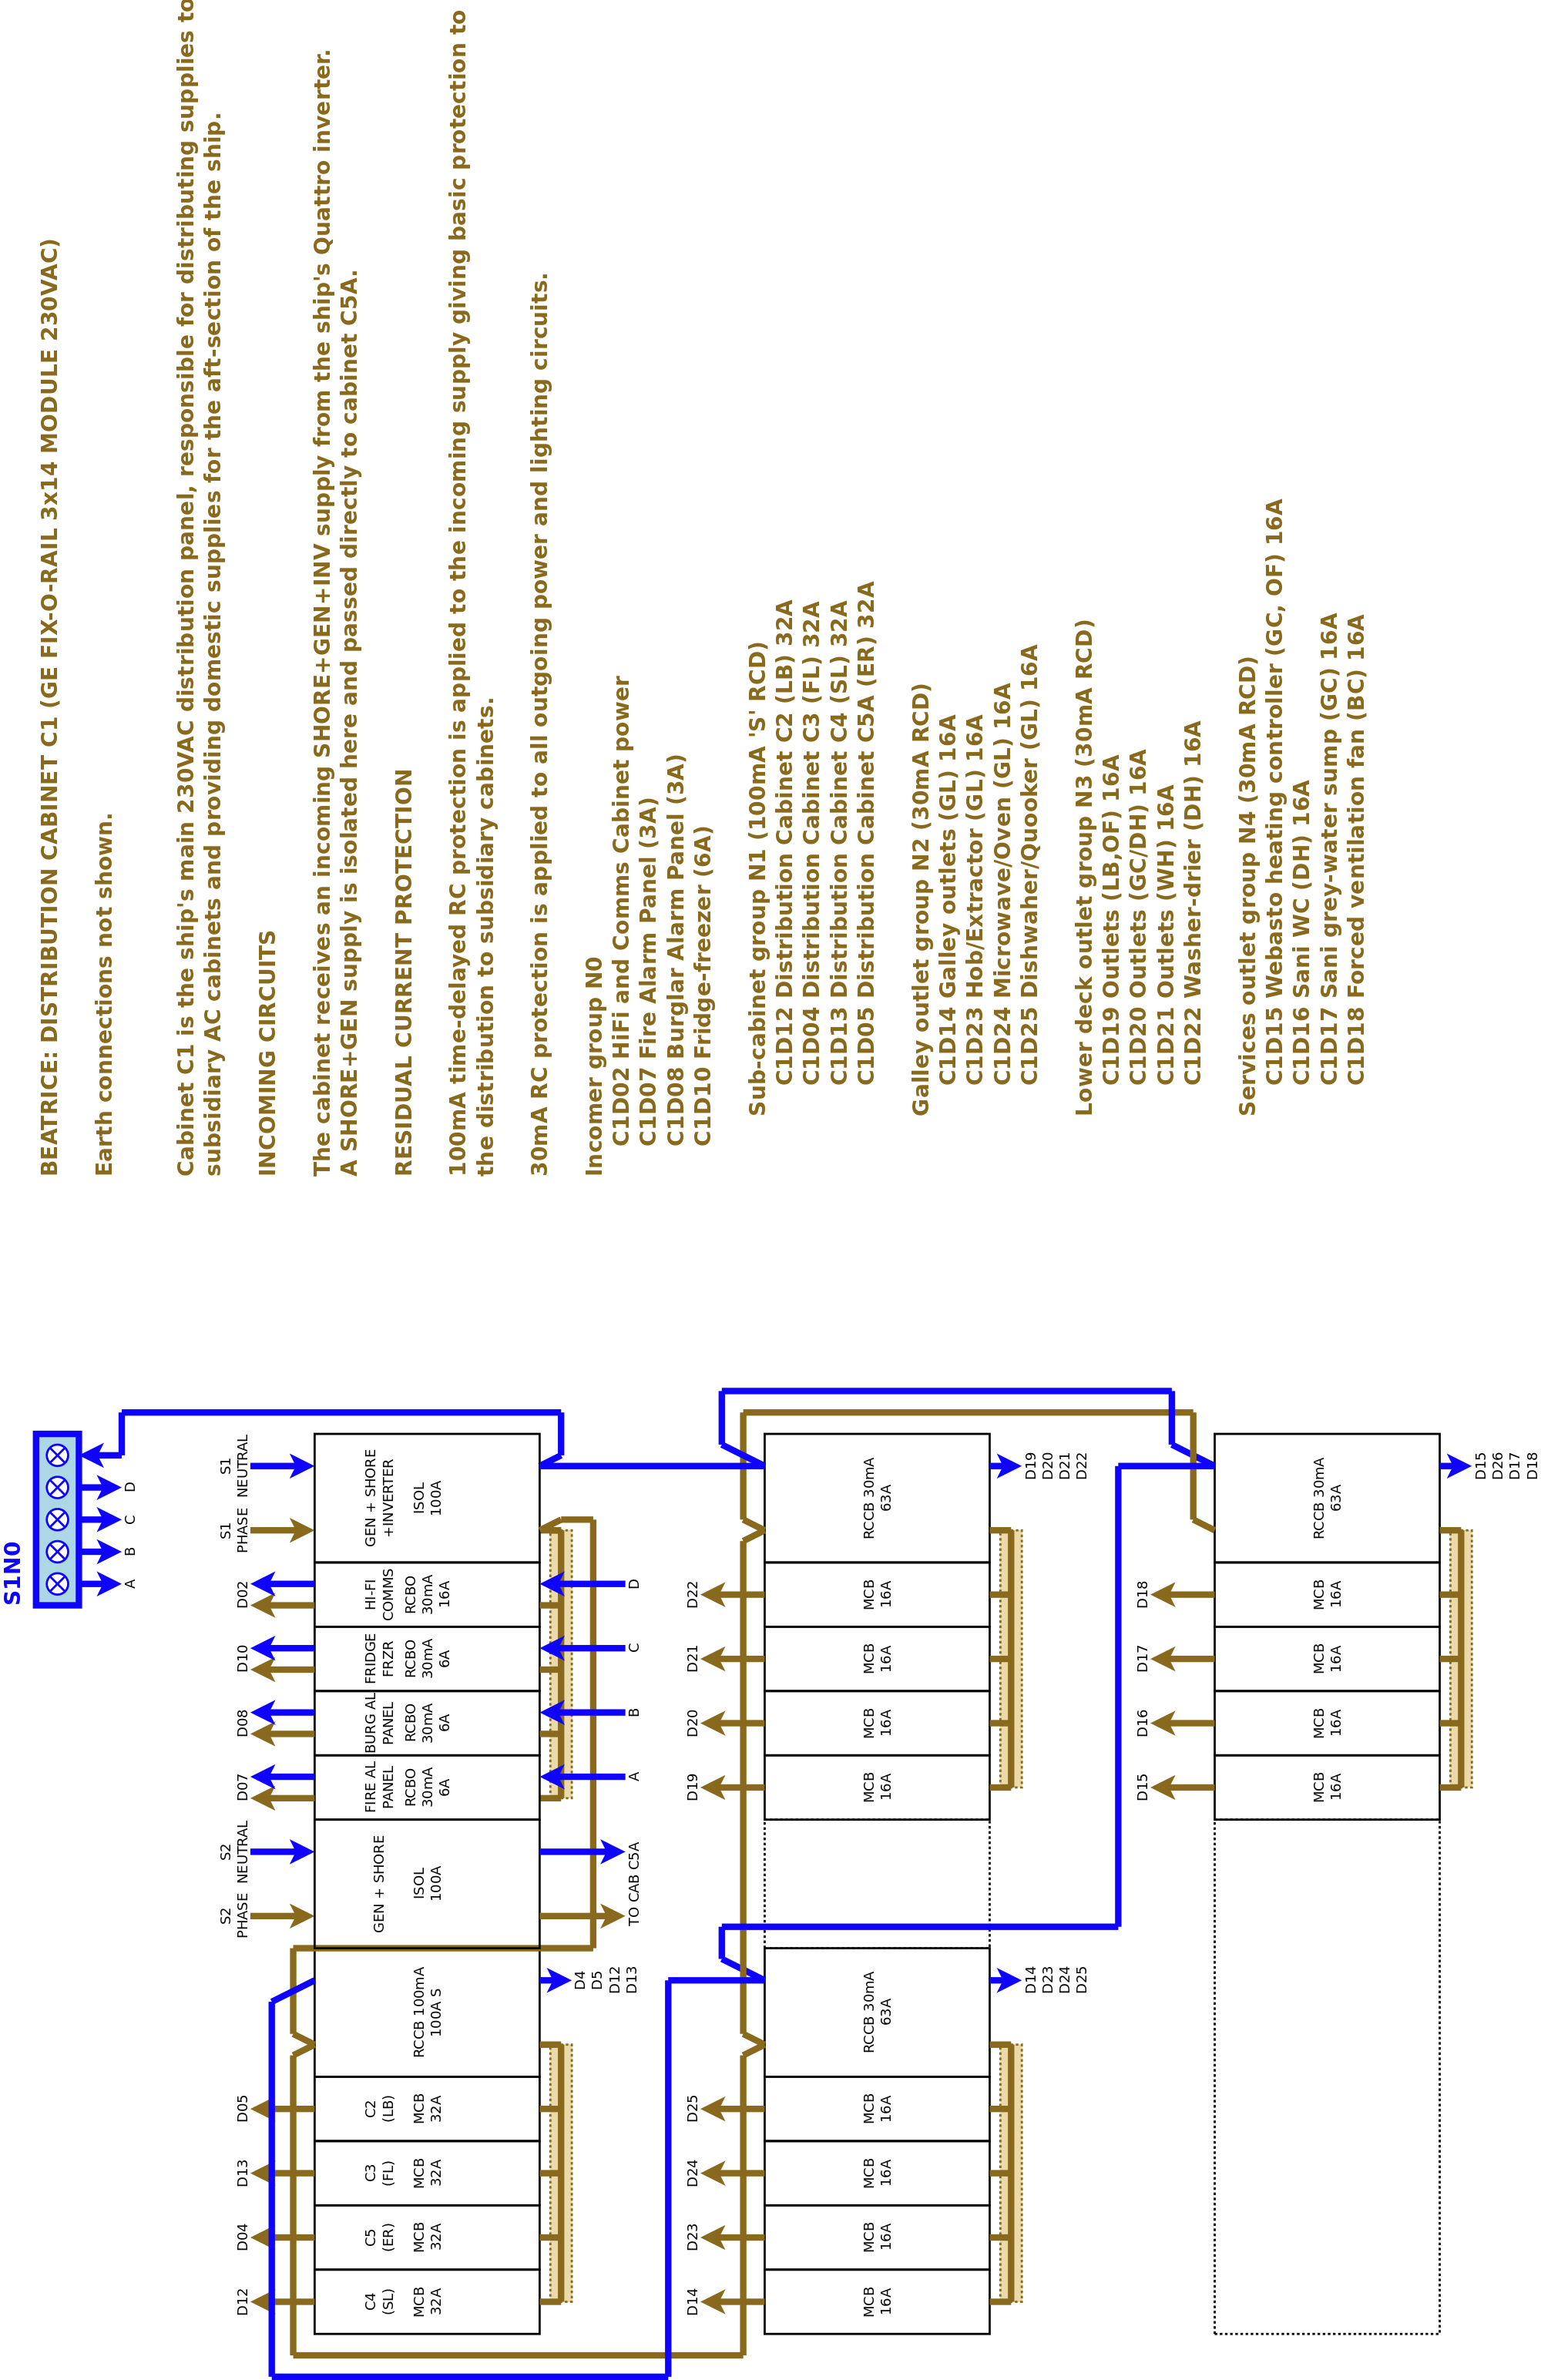 BEATRICE: DISTRIBUTION CABINET C1 (GE FIX-O-RAIL 3x14 MODULE 230VAC)
Earth connections not shown.
Cabinet C1 is the ship's main 230VAC distribution panel, responsible for distributing supplies to
subsidiary AC cabinets and providing domestic supplies for the aft-section of the ship.
INCOMING CIRCUITS
The cabinet receives an incoming SHORE+GEN+INV supply from the ship's Quattro inverter.
A SHORE+GEN supply is isolated here and passed directly to cabinet C5A.
RESIDUAL CURRENT PROTECTION
100mA time-delayed RC protection is applied to the incoming supply giving basic protection to
the distribution to subsidiary cabinets.
30mA RC protection is applied to all outgoing power and lighting circuits.
Incomer group N0
C1D02 HiFi and Comms Cabinet power
C1D07 Fire Alarm Panel (3A)
C1D08 Burglar Alarm Panel (3A)
C1D10 Fridge-freezer (6A)
Sub-cabinet group N1 (100mA 'S' RCD)
C1D12 Distribution Cabinet C2 (LB) 32A
C1D04 Distribution Cabinet C3 (FL) 32A
C1D13 Distribution Cabinet C4 (SL) 32A
C1D05 Distribution Cabinet C5A (ER) 32A
Galley outlet group N2 (30mA RCD)
C1D14 Galley outlets (GL) 16A
C1D23 Hob/Extractor (GL) 16A
C1D24 Microwave/Oven (GL) 16A
C1D25 Dishwaher/Quooker (GL) 16A
Lower deck outlet group N3 (30mA RCD)
C1D19 Outlets (LB,OF) 16A
C1D20 Outlets (GC/DH) 16A
C1D21 Outlets (WH) 16A
C1D22 Washer-drier (DH) 16A
Services outlet group N4 (30mA RCD)
C1D15 Webasto heating controller (GC, OF) 16A
C1D16 Sani WC (DH) 16A
C1D17 Sani grey-water sump (GC) 16A
C1D18 Forced ventilation fan (BC) 16A
S1N0
A B C D
D12 D04 D13 D05
S2 S2
PHASE NEUTRAL
D07 D08 D10 D02
S1 S1
PHASE NEUTRAL
C4
(SL)
MCB
32A
C5
(ER)
MCB
32A
C3
(FL)
MCB
32A
C2
(LB)
MCB
32A
RCCB 100mA
100A S
GEN + SHORE
ISOL
100A
FIRE AL
PANEL
RCBO
30mA
6A
BURG AL
PANEL
RCBO
30mA
6A
FRIDGE
FRZR
RCBO
30mA
6A
HI-FI
COMMS
RCBO
30mA
16A
GEN + SHORE
+INVERTER
ISOL
100A
D4
D5
D12
D13
TO CAB C5A
A B C D
D14 D23 D24 D25
D19 D20 D21 D22
MCB
16A
MCB
16A
MCB
16A
MCB
16A
RCCB 30mA
63A
MCB
16A
MCB
16A
MCB
16A
MCB
16A
RCCB 30mA
63A
D14
D23
D24
D25
D19
D20
D21
D22
D15 D16 D17 D18
MCB
16A
MCB
16A
MCB
16A
MCB
16A
RCCB 30mA
63A
D15
D26
D17
D18